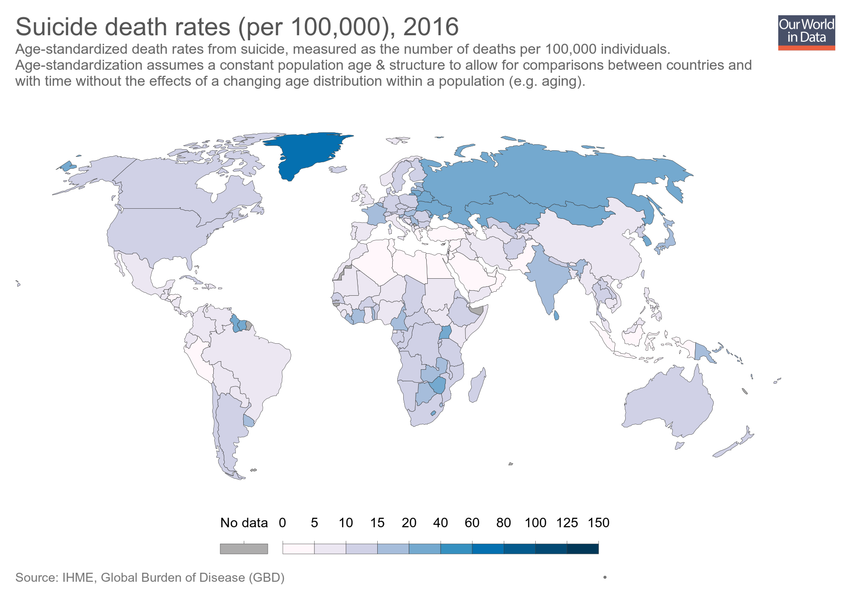 Suicide death rates (per 100,000), 2016
Our World
in Data
Age-standardized death rates from suicide, measured as the number of deaths per 100,000 individuals.
Age-standardization assumes a constant population age & structure to allow for comparisons between countries and
with time without the effects of a changing age distribution within a population (e.g. aging).
No data 0 5 10 15 20 40 60 80 100 125 150
Source: IHME, Global Burden of Disease (GBD)